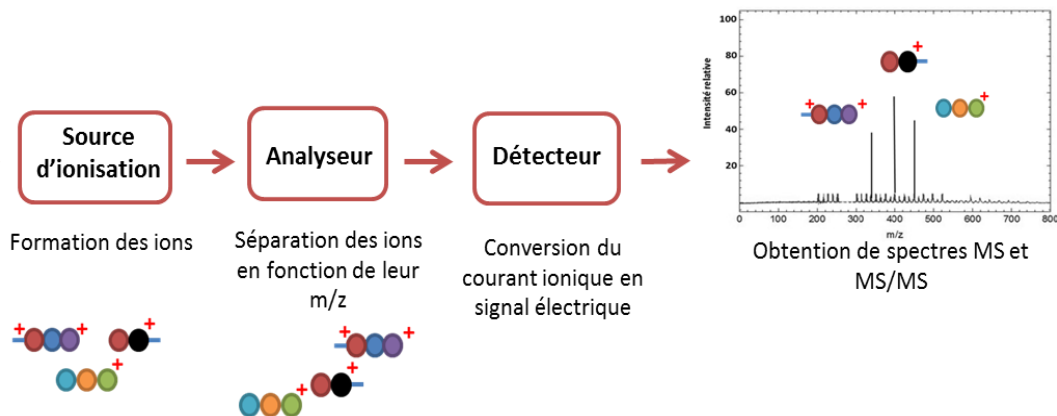 Source
d'ionisation
Analyseur
Détecteur
Formation des ions
Séparation des ions
en fonction de leur
m/z
Conversion du
courant ionique en
signal électrique
Intensité relative
100
80
60
40
20
0 100 200 300 400 500 600 700 800
m/z
Obtention de spectres MS et
MS/MS
+ +
+
+
+ +
+
+
+
+ +
+